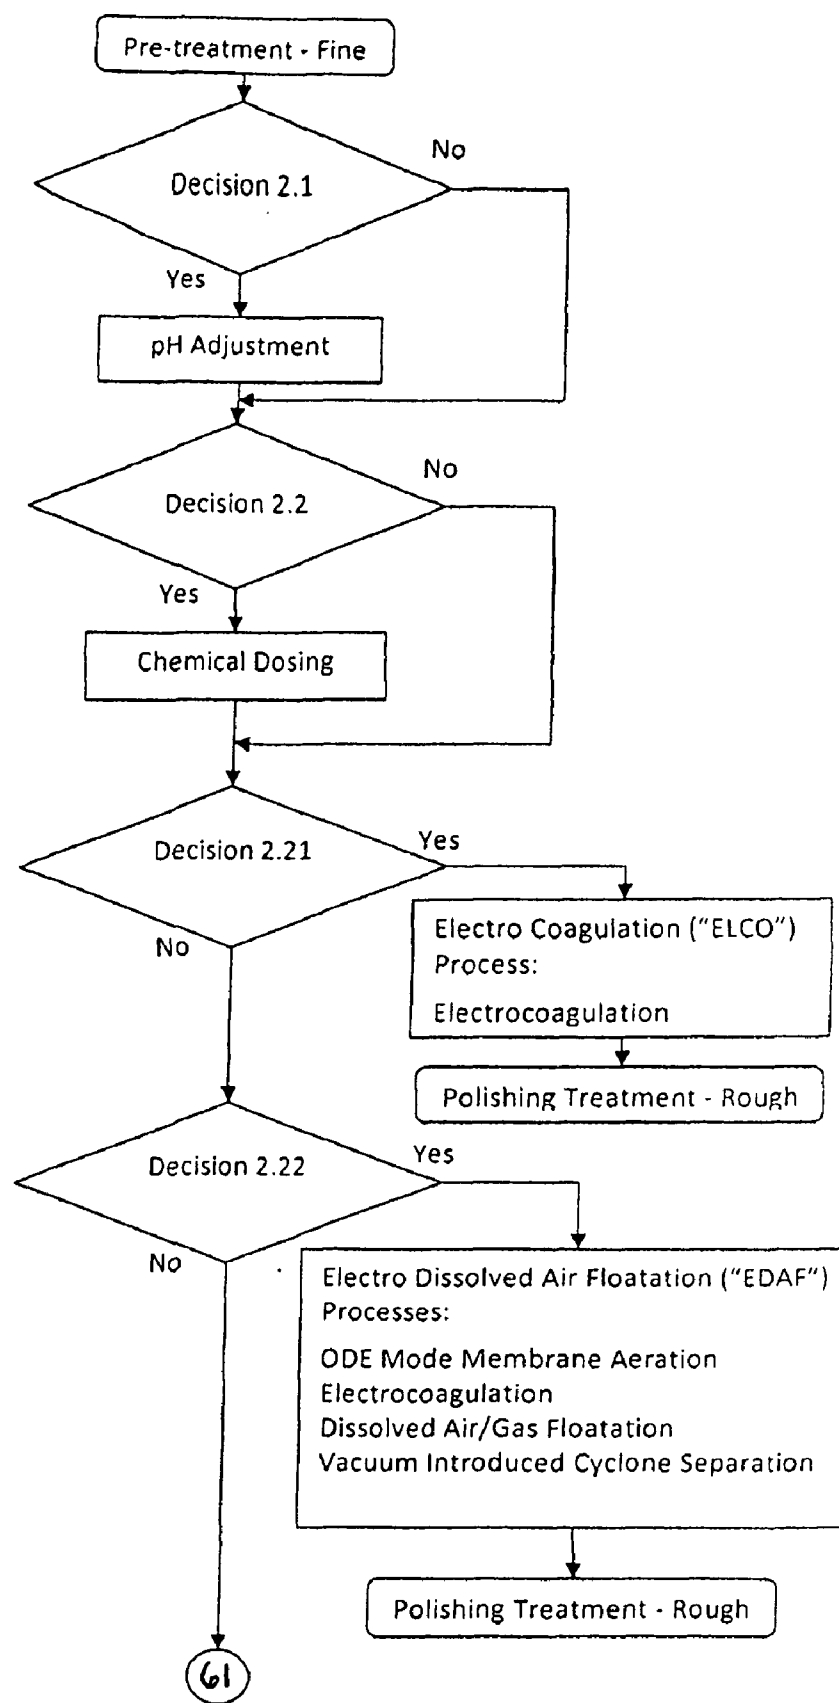 Pre-treatment - Fine
No
Decision 2.1
Yes
pH Adjustment
No
Decision 2.2
Yes
Chemical Dosing
Yes
Decision 2.21
No
Electro Coagulation ("ELCO")
Process:
Electrocoagulation
Polishing Treatment - Rough
Yes
Decision 2.22
No
Electro Dissolved Air Floatation ("EDAF")
Processes:
ODE Mode Membrane Aeration
Electrocoagulation
Dissolved Air/Gas Floatation
Vacuum Introduced Cyclone Separation
Polishing Treatment - Rough
61